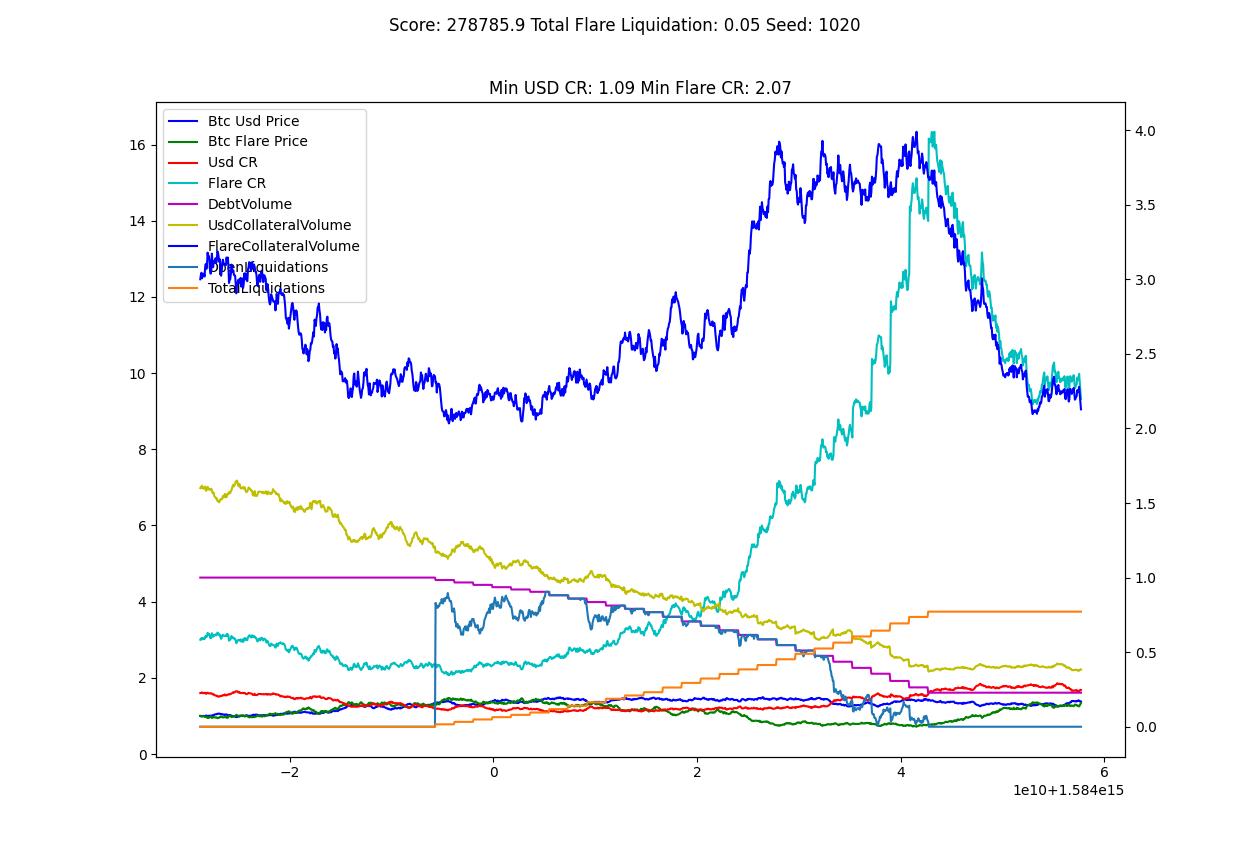 Score: 278785.9 Total Flare Liquidation: 0.05 Seed: 1020
Min USD CR: 1.09 Min Flare CR: 2.07
Btc Usd Price
Btc Flare Price
Usd CR
Flare CR
DebtVolume
UsdCollateralVolume
FlareCollateralVolume
OpenLiquidations
TotalLiquidations
16
14
12
10
8
6
4
2
0
4.0
3.5
3.0
2.5
2.0
1.5
1.0
0.5
0.0
−2
0
2
4
6
1e10+1.584e15